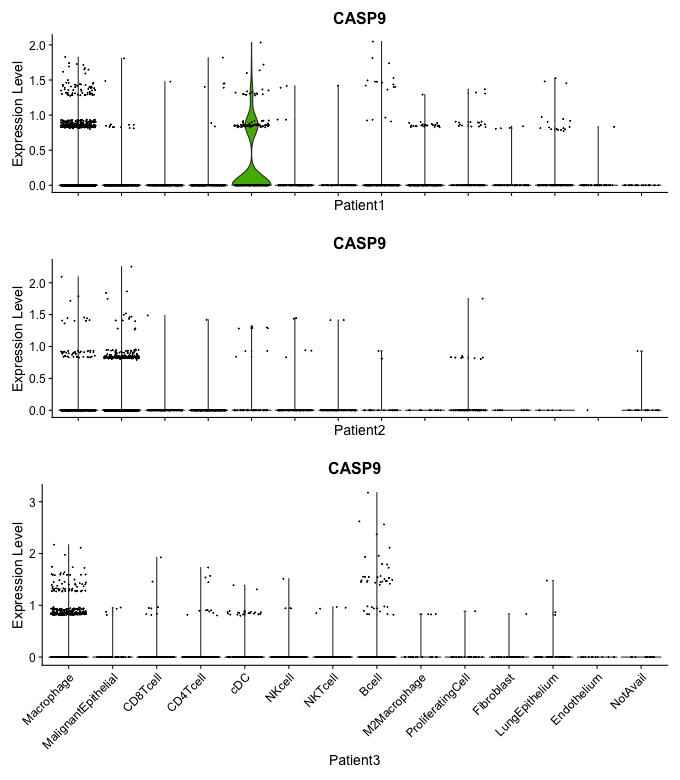 CASP9
Expression Level
2.0
1.5
1.0
0.5
0.0
Patient1
CASP9
Expression Level
2.0
1.5
1.0
0.5
0.0
Patient2
CASP9
Expression Level
3
2
1
0
Macrophage
MalignantEpithelial
CD8Tcell
CD4Tcell
cDC
NKcell
NKTcell
Bcell
M2Macrophage
ProliferatingCell
Fibroblast
LungEpithelium
Endothelium
NotAvail
Patient3